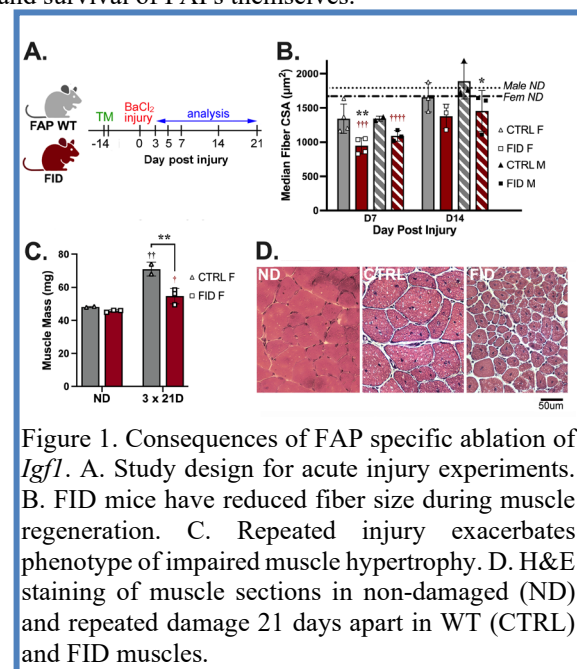 and survival of FAPs themselves.
A.
FAP WT
FID
TM
BaCl₂
injury
analysis
-14 0 3 5 7 14 21
Day post injury
B.
Median Fiber CSA (µm²)
2000
1500
1000
500
0
**
†††
††††
*
Male ND
Fem ND
CTRL F
FID F
CTRL M
FID M
D7 D14
Day Post Injury
C.
Muscle Mass (mg)
80
60
40
20
0
**
††
†
CTRL F
FID F
ND 3 x 21D
D.
ND CTRL FID
50um
Figure 1. Consequences of FAP specific ablation of
Igf1. A. Study design for acute injury experiments.
B. FID mice have reduced fiber size during muscle
regeneration. C. Repeated injury exacerbates
phenotype of impaired muscle hypertrophy. D. H&E
staining of muscle sections in non-damaged (ND)
and repeated damage 21 days apart in WT (CTRL)
and FID muscles.